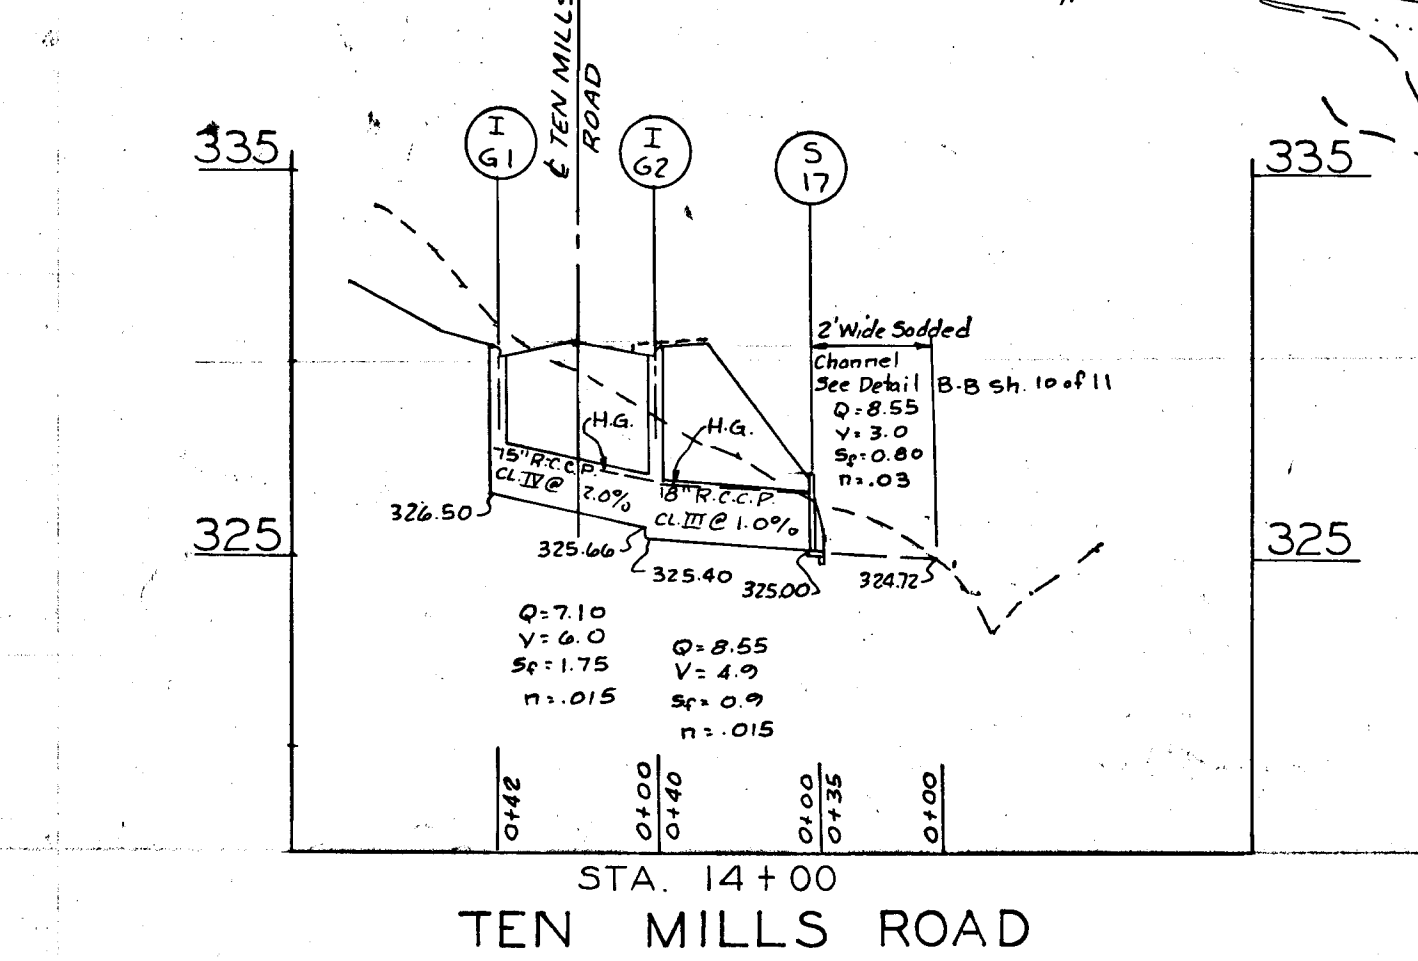 ℄ TEN MILLS
ROAD
I
G1
I
G2
S
17
335
335
2' Wide Sodded
Channel
See Detail B-B Sh. 10 of 11
Q=8.55
V=3.0
Sf=0.80
n=.03
H.G.
H.G.
15" R.C.C.P.
CL. IV @ 2.0%
18" R.C.C.P.
CL. III @ 1.0%
326.50
325
325
325.66
325.40
325.00
324.72
Q=7.10
V=6.0
Sf=1.75
n=.015
Q=8.55
V=4.9
Sf=0.9
n=.015
0+42
0+00
0+40
0+00
0+35
0+00
STA. 14+00
TEN MILLS ROAD